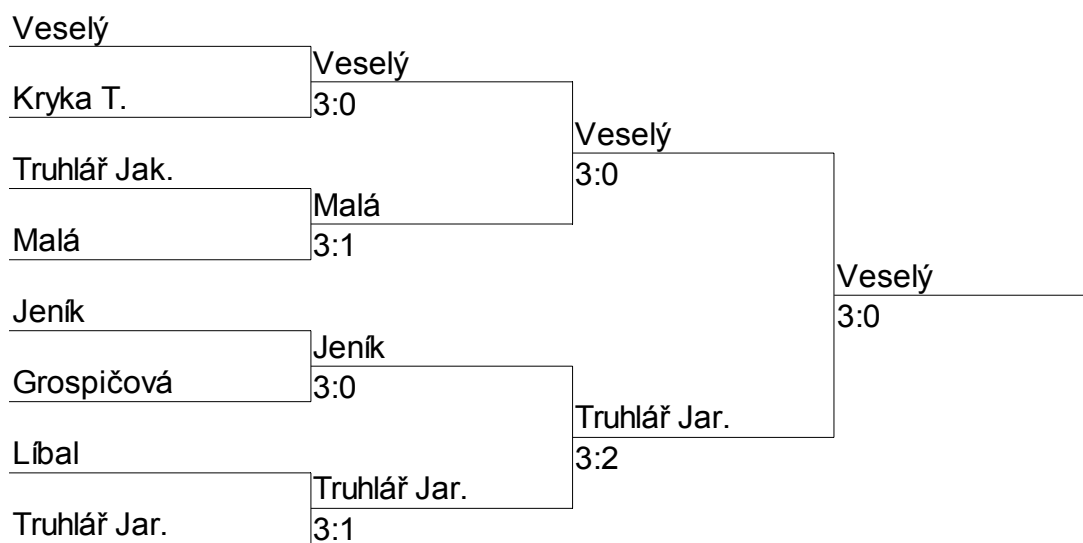 Veselý
Kryka T.
Truhlář Jak.
Malá
Jeník
Grospičová
Líbal
Truhlář Jar.
Veselý
3:0
Malá
3:1
Jeník
3:0
Truhlář Jar.
3:1
Veselý
3:0
Truhlář Jar.
3:2
Veselý
3:0